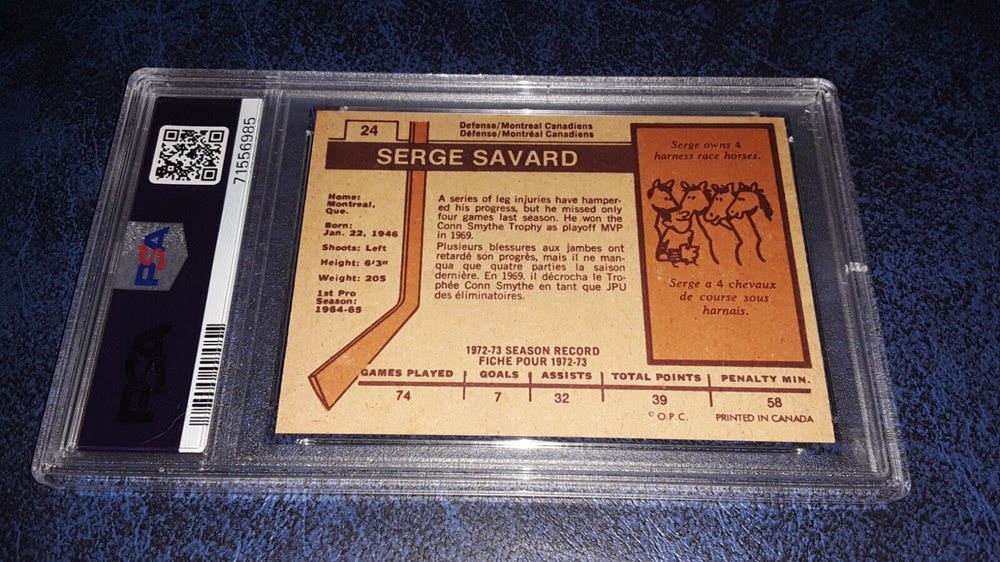 71556985
PSA
PSA
24
Defense/Montreal Canadiens
Défense/Montréal Canadiens
SERGE SAVARD
Home:
Montreal,
Que.
Born:
Jan. 22, 1946
Shoots: Left
Height: 6'3"
Weight: 205
1st Pro
Season:
1964-65
A series of leg injuries have hamper-
ed his progress, but he missed only
four games last season. He won the
Conn Smythe Trophy as playoff MVP
in 1969.
Plusieurs blessures aux jambes ont
retardé son progrès, mais il ne man-
qua que quatre parties la saison
dernière. En 1969, il décrocha le Tro-
phée Conn Smythe en tant que JPU
des éliminatoires.
Serge owns 4
harness race horses.
Serge a 4 chevaux
de course sous
harnais.
1972-73 SEASON RECORD
FICHE POUR 1972-73
GAMES PLAYED GOALS ASSISTS TOTAL POINTS PENALTY MIN.
74 7 32 39 58
© O.P.C. PRINTED IN CANADA